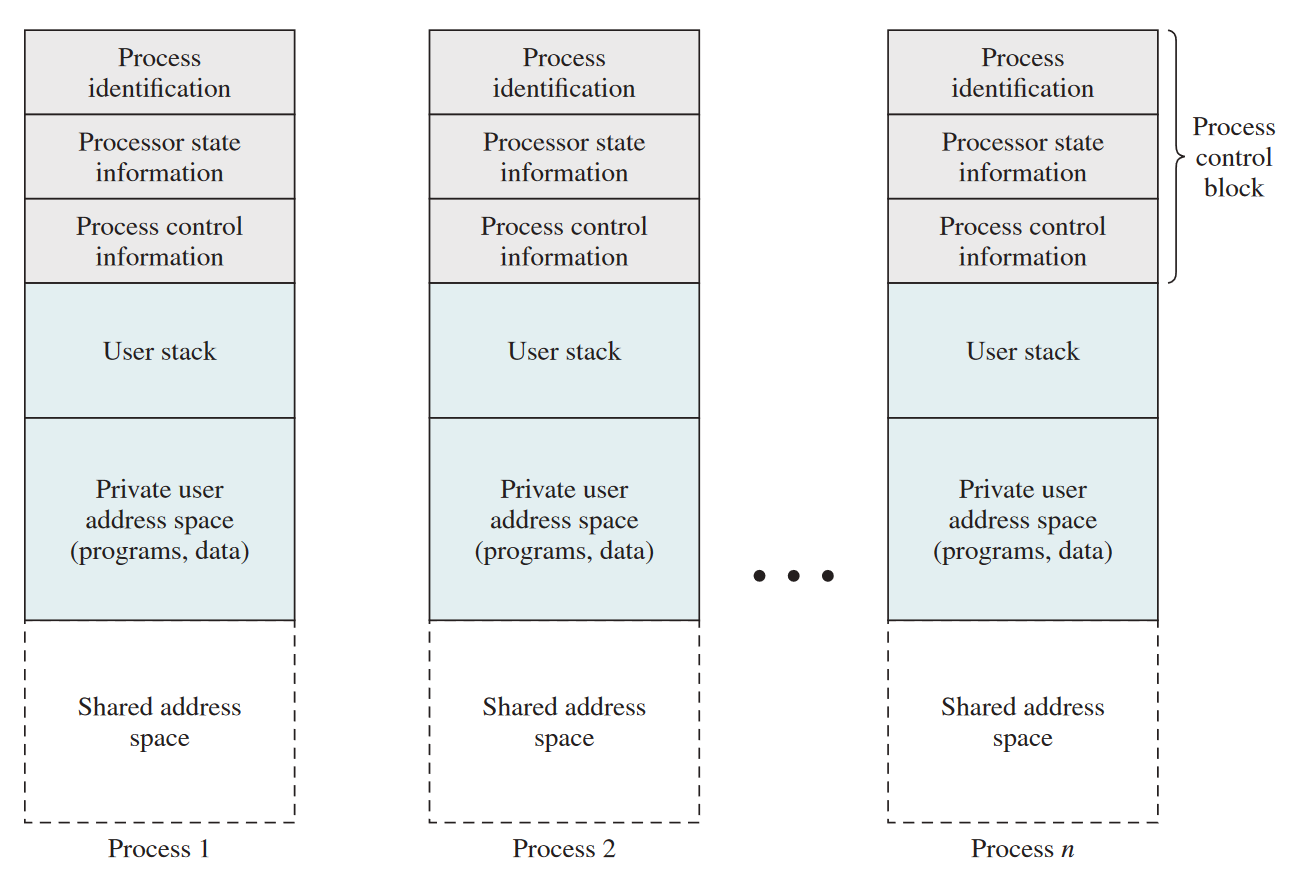 Process
identification
Processor state
information
Process control
information
User stack
Private user
address space
(programs, data)
Shared address
space
Process 1
Process
identification
Processor state
information
Process control
information
User stack
Private user
address space
(programs, data)
Shared address
space
Process 2
• • •
Process
identification
Processor state
information
Process control
information
User stack
Private user
address space
(programs, data)
Shared address
space
Process n
Process
control
block